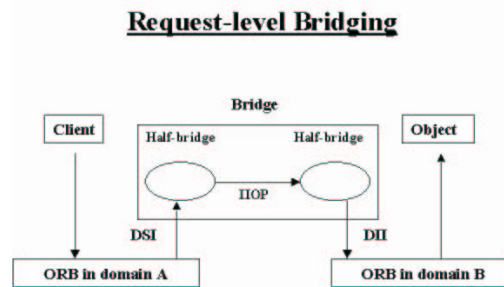 Request-level Bridging
Bridge
Client
Object
Half-bridge
Half-bridge
IIOP
DSI
DII
ORB in domain A
ORB in domain B